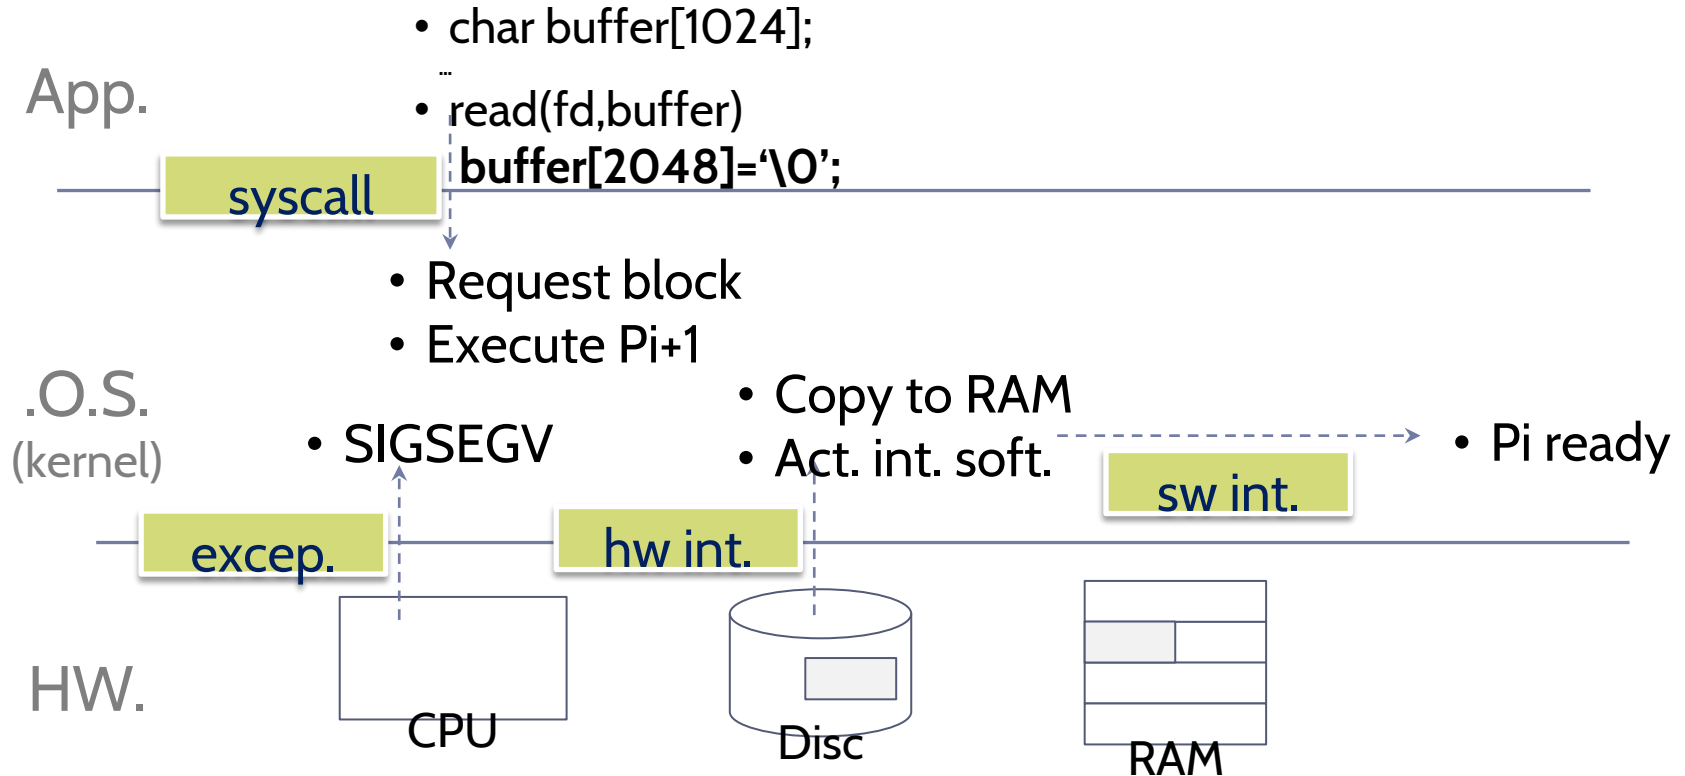 • char buffer[1024];
...
App.
• read(fd,buffer)
buffer[2048]=‘\0’;
syscall
• Request block
• Execute Pi+1
.O.S.
(kernel)
• SIGSEGV
• Copy to RAM
• Act. int. soft.
• Pi ready
sw int.
excep.
hw int.
HW.
CPU
Disc
RAM